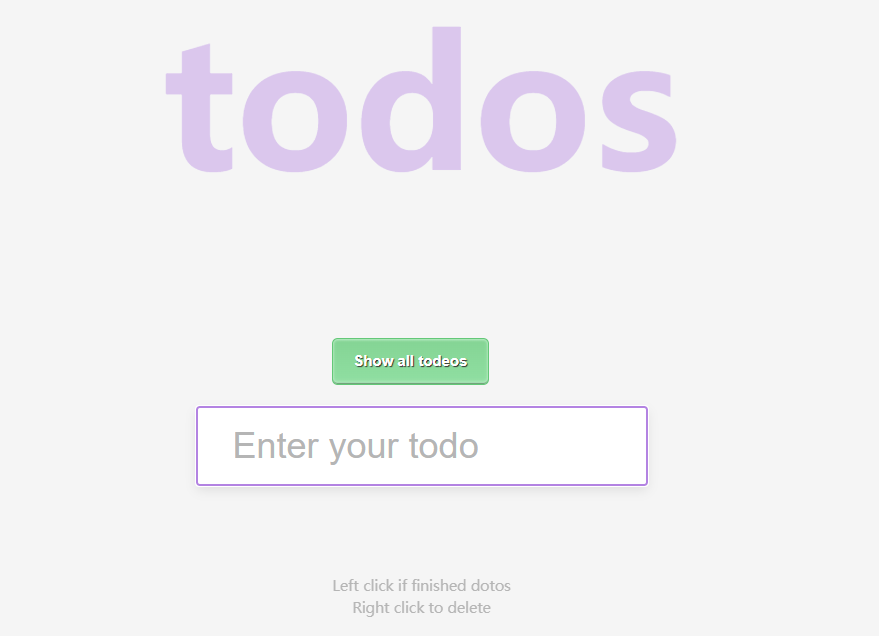 todos
Show all todeos
Enter your todo
Left click if finished dotos
Right click to delete